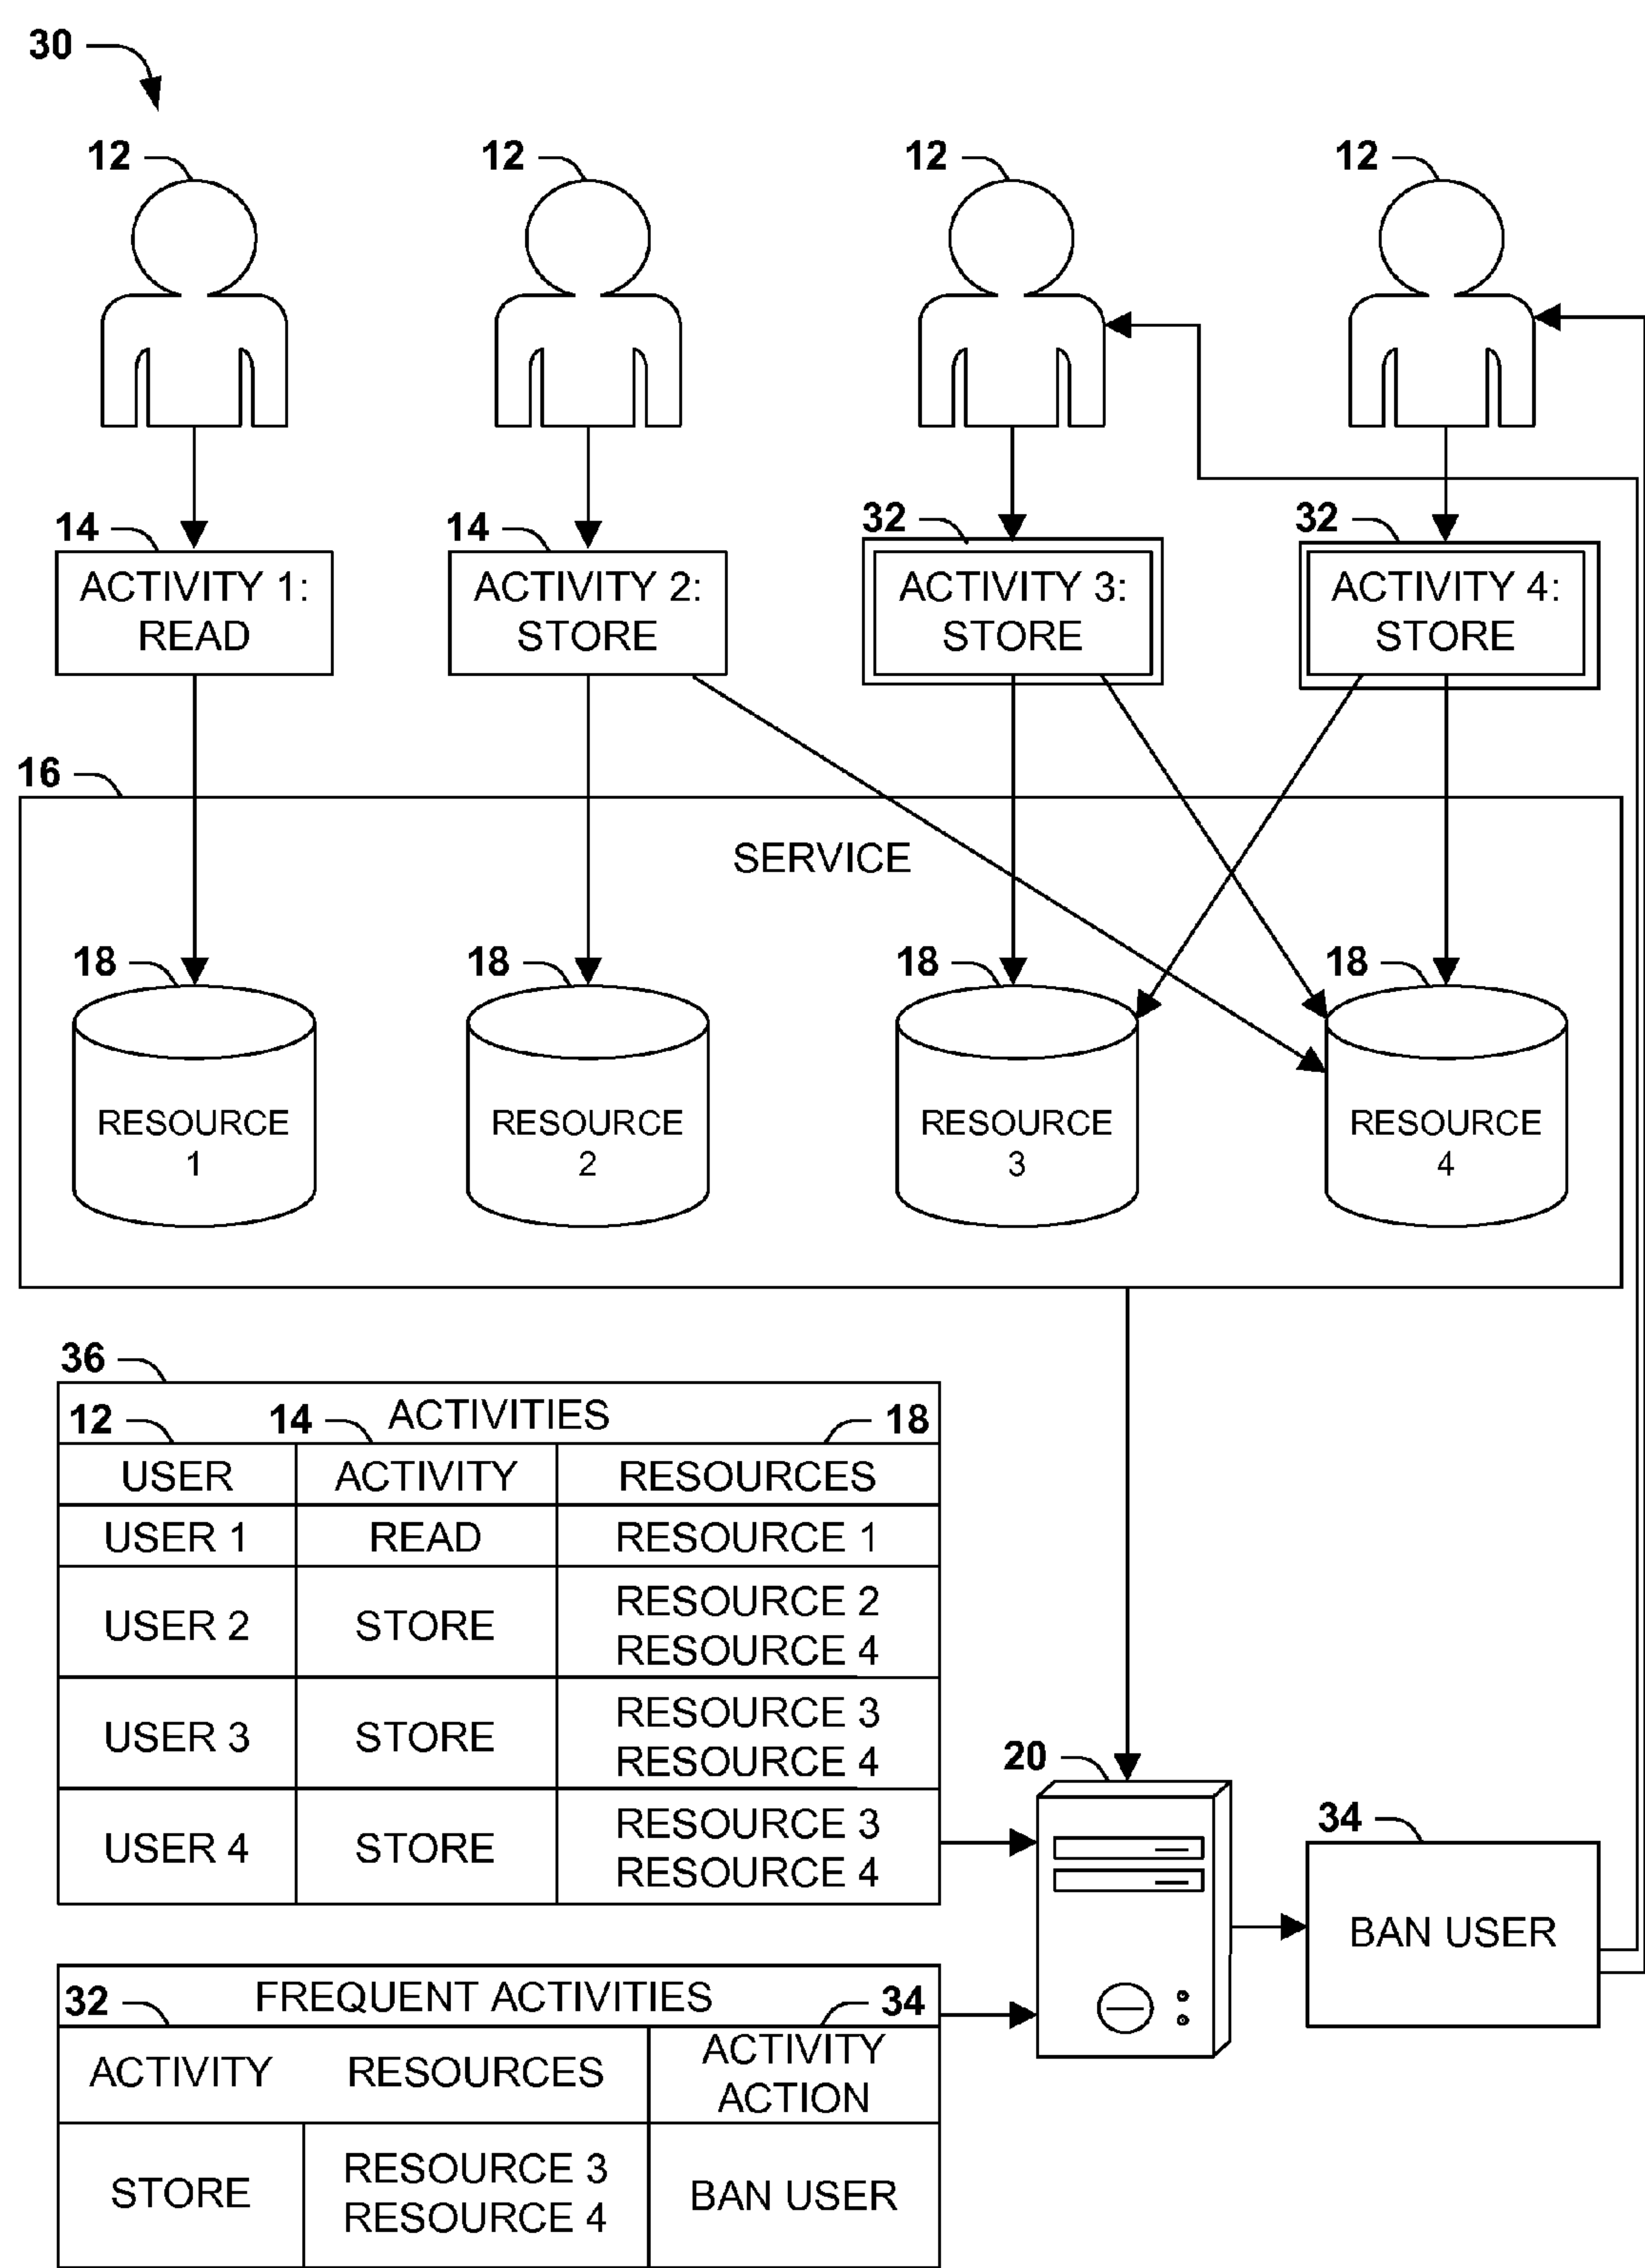 30
12 12 12 12
14 14 32 32
ACTIVITY 1: ACTIVITY 2: ACTIVITY 3: ACTIVITY 4:
READ STORE STORE STORE
16
SERVICE
18 18 18 18
RESOURCE RESOURCE RESOURCE RESOURCE
1 2 3 4
36
12 14 ACTIVITIES 18
USER ACTIVITY RESOURCES
USER 1 READ RESOURCE 1
RESOURCE 2
USER 2 STORE
RESOURCE 4
RESOURCE 3
USER 3 STORE
RESOURCE 4
RESOURCE 3
USER 4 STORE
RESOURCE 4
20
34
BAN USER
32 FREQUENT ACTIVITIES 34
ACTIVITY RESOURCES ACTIVITY
ACTION
RESOURCE 3
STORE BAN USER
RESOURCE 4